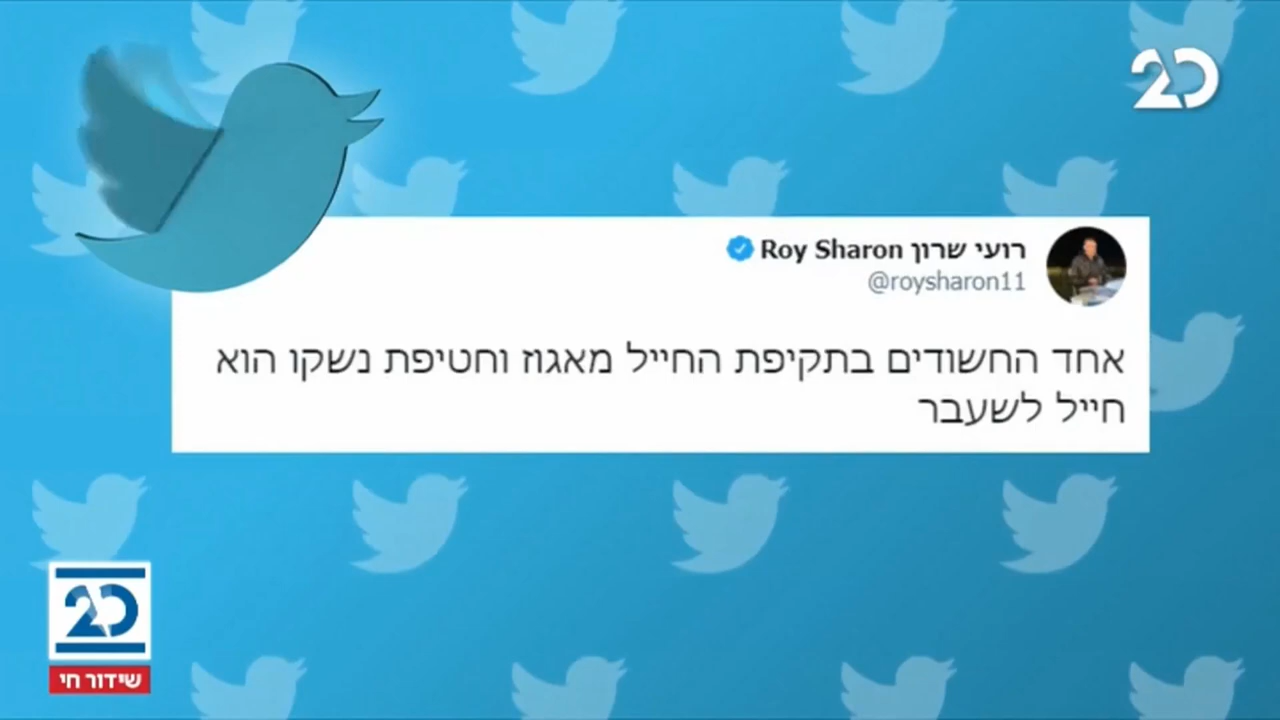 20
רועי שרון Roy Sharon
@roysharon11
אחד החשודים בתקיפת החייל מאגוז וחטיפת נשקו הוא
חייל לשעבר
20
שידור חי